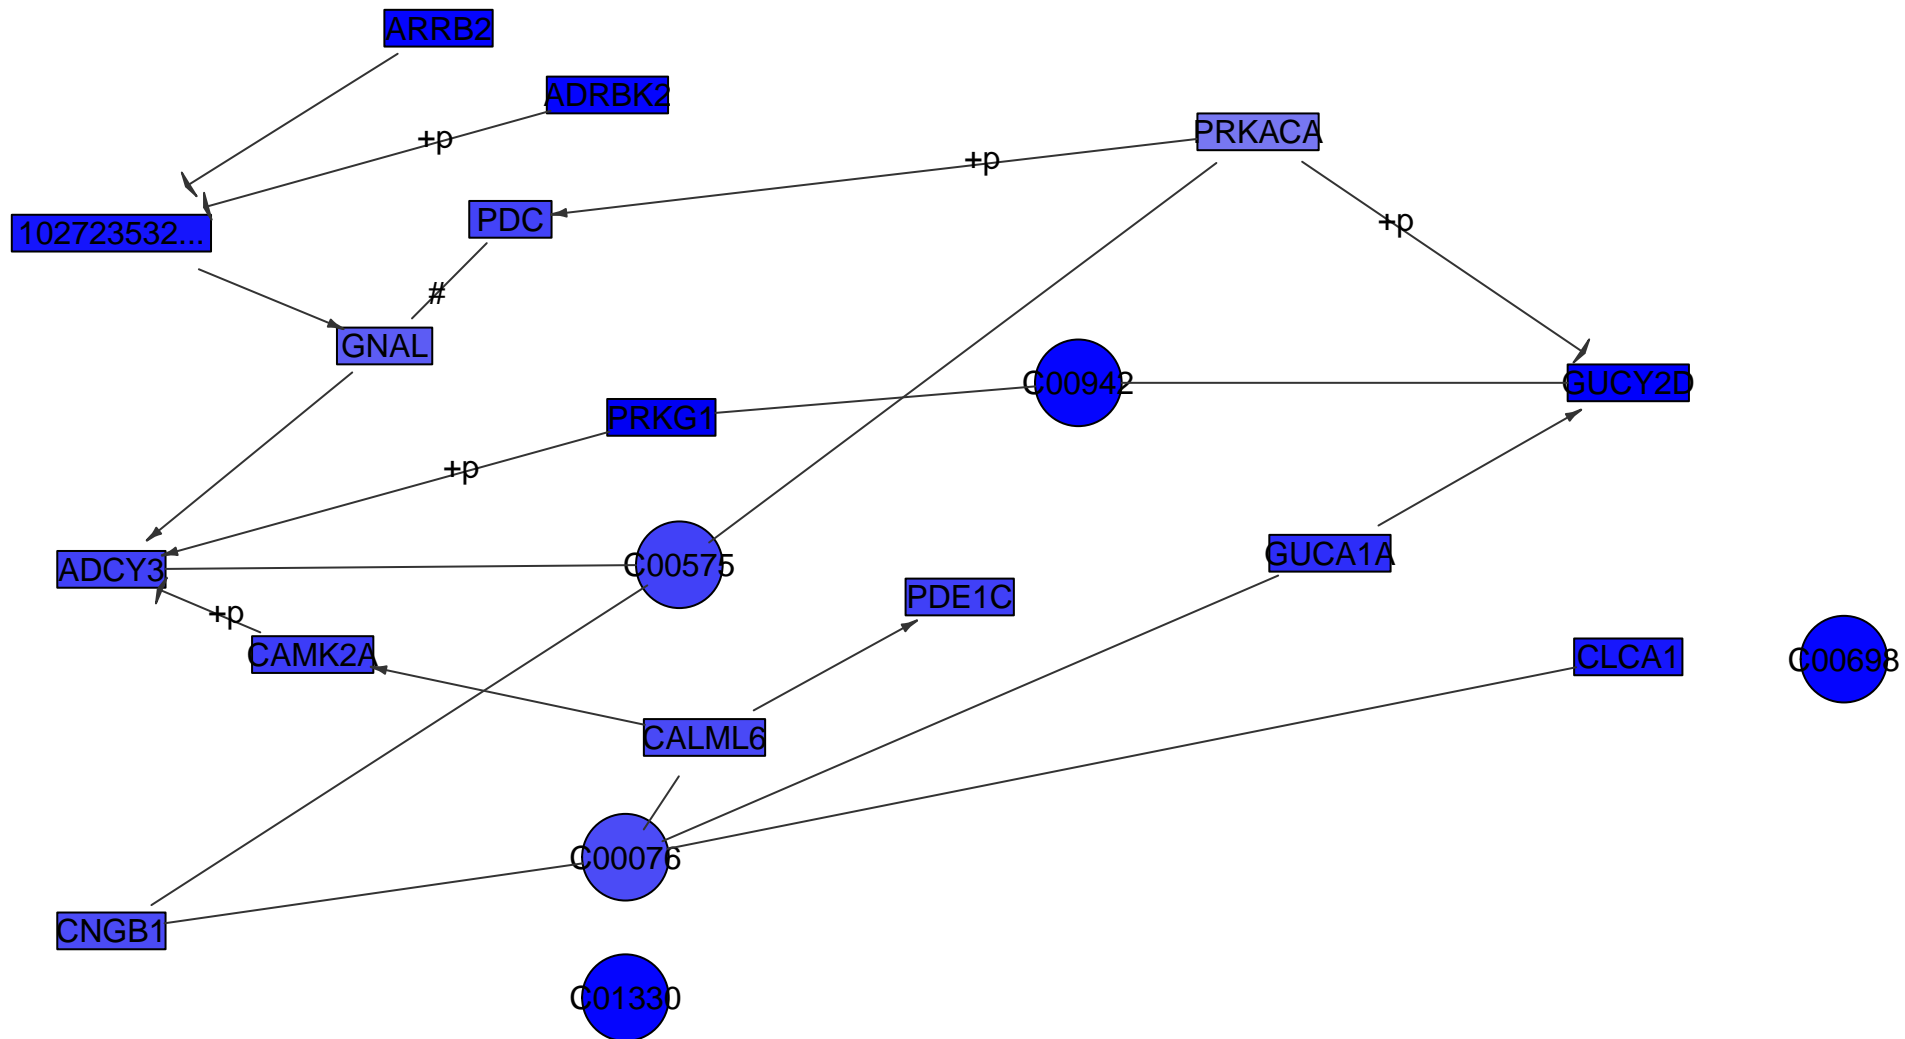 ARRB2
ADRBK2
PRKACA
+p
+p
PDC
+p
102723532...
#
GNAL
C00942
GUCY2D
PRKG1
+p
ADCY3
C00575
GUCA1A
PDE1C
+p
CAMK2A
CLCA1
C00698
CALML6
C00076
CNGB1
C01330